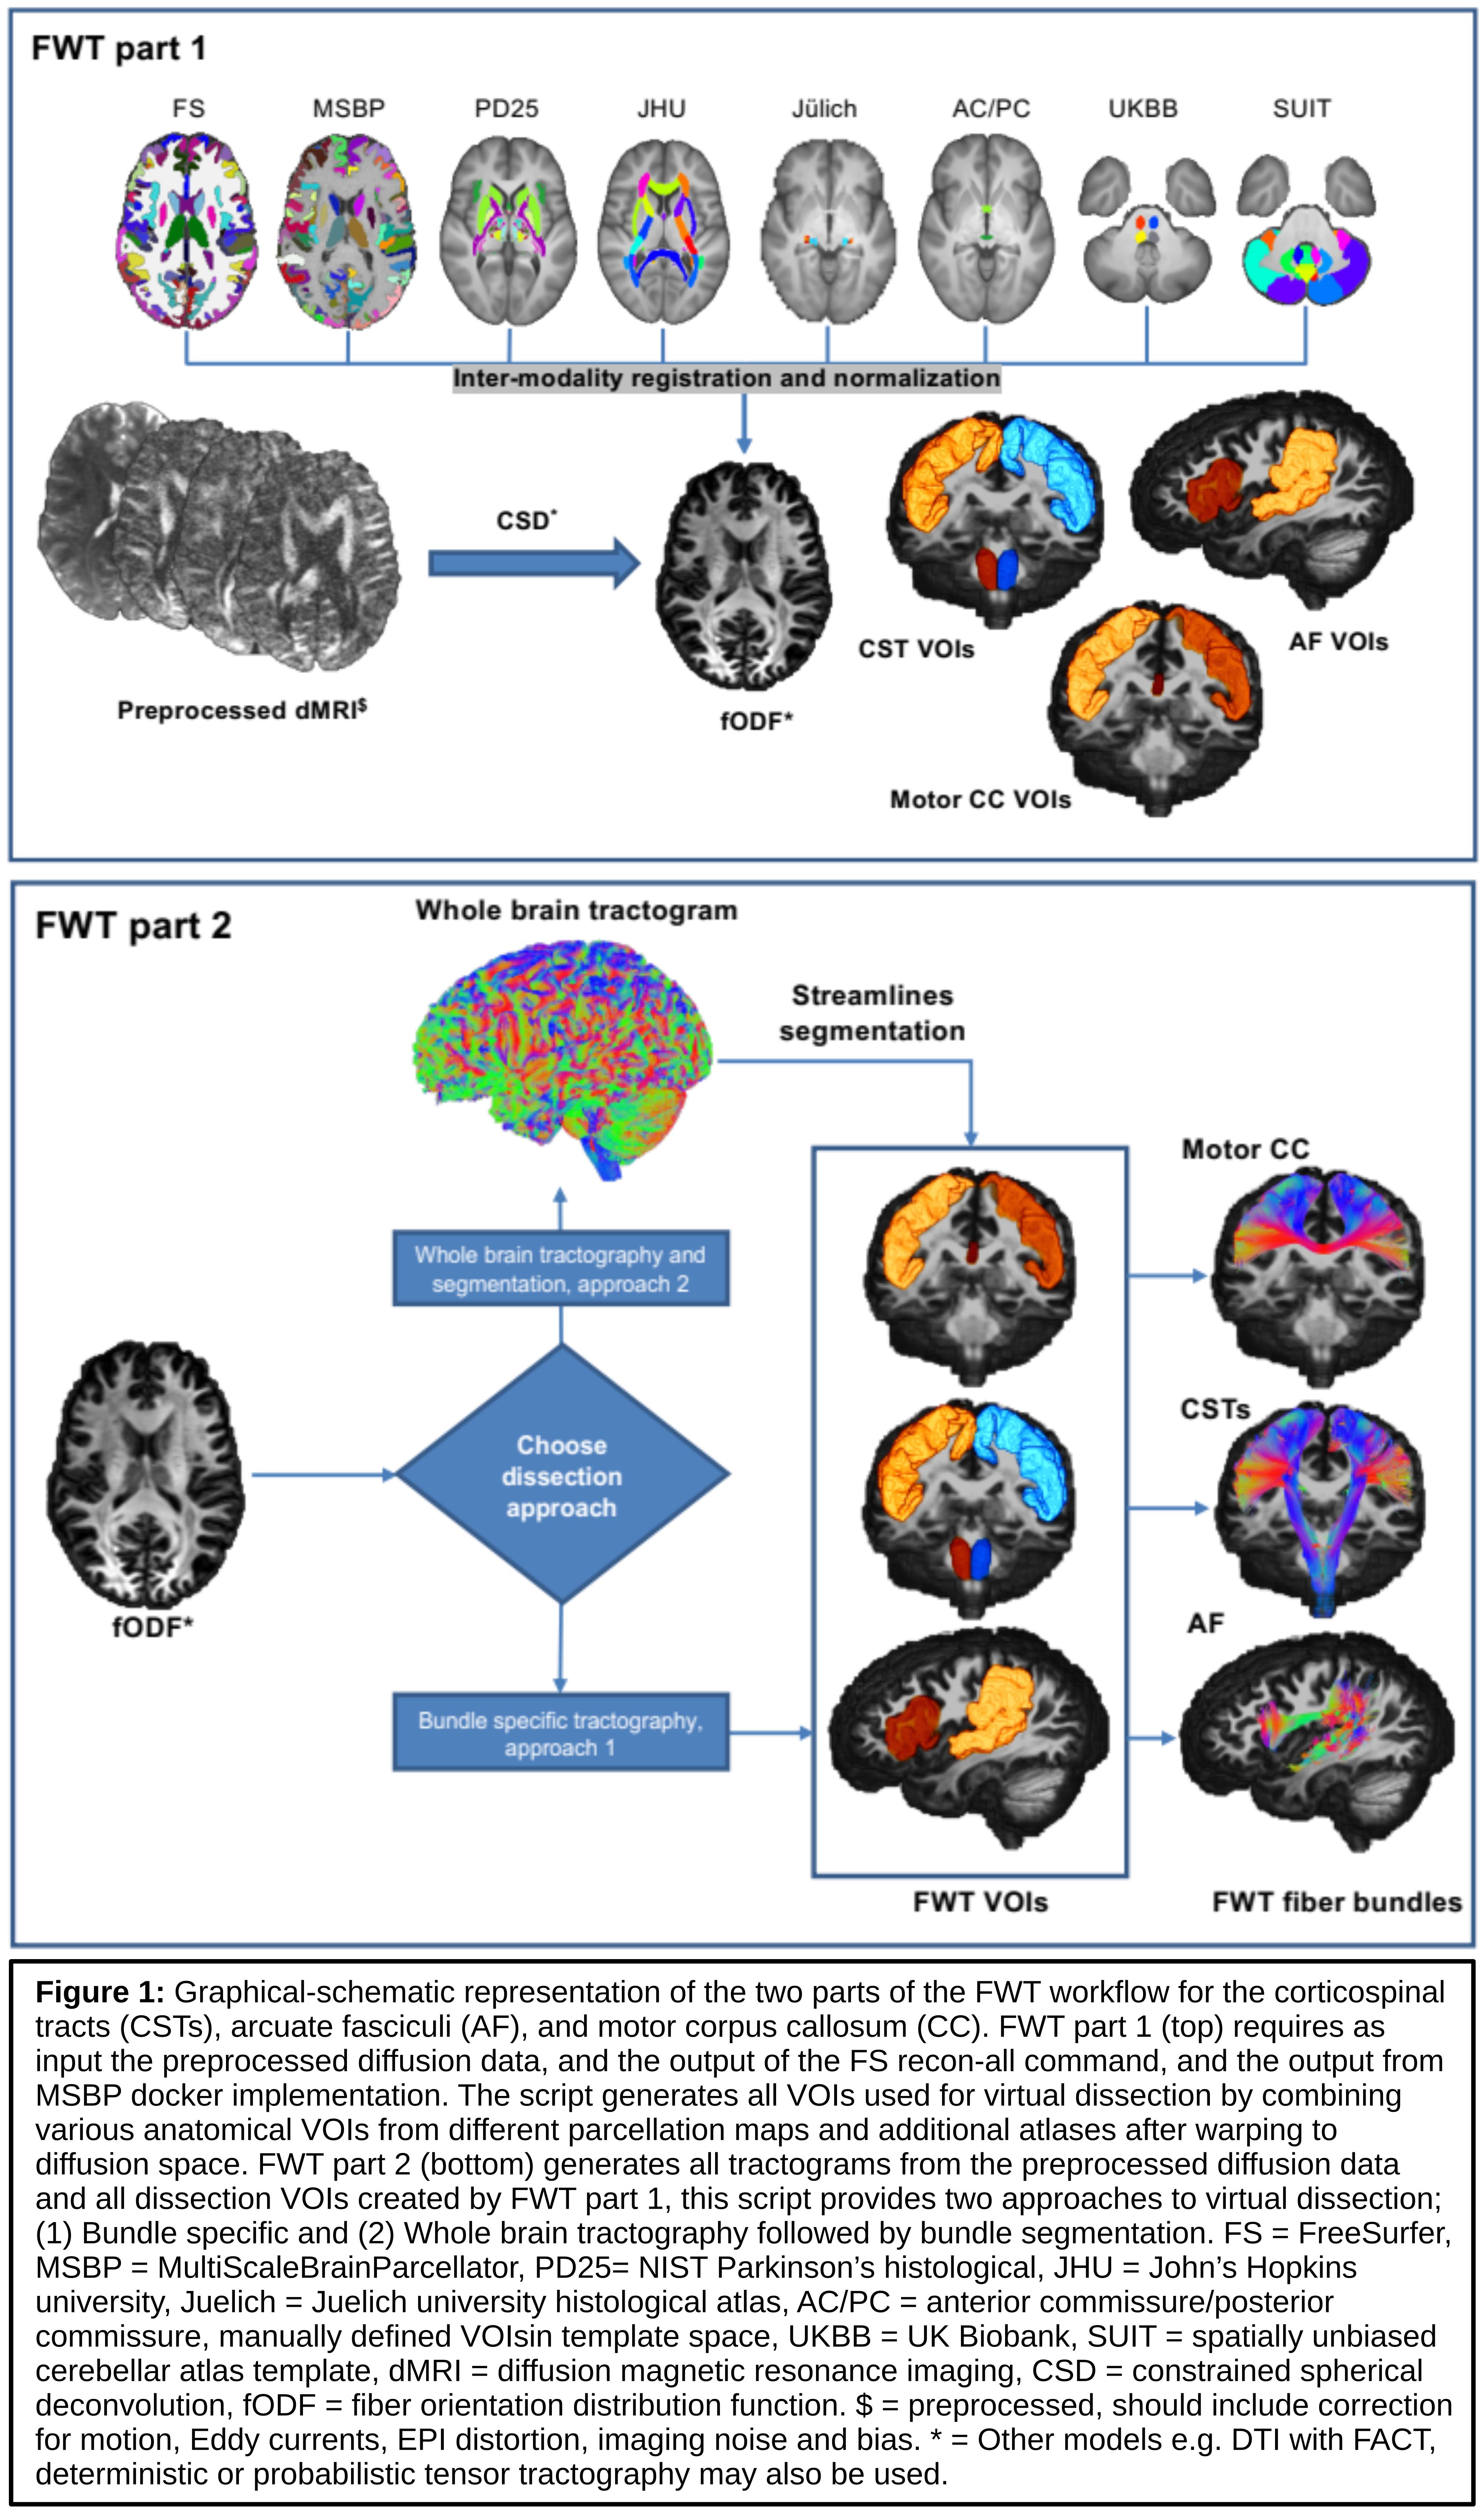 FWT part 1
FS MSBP PD25 JHU Jülich AC/PC UKBB SUIT
Inter-modality registration and normalization
CSD*
Preprocessed dMRI$
fODF*
CST VOIs
AF VOIs
Motor CC VOIs
FWT part 2
Whole brain tractogram
Streamlines
segmentation
Whole brain tractography and
segmentation, approach 2
Choose
dissection
approach
fODF*
Bundle specific tractography,
approach 1
Motor CC
CSTs
AF
FWT VOIs
FWT fiber bundles
Figure 1: Graphical-schematic representation of the two parts of the FWT workflow for the corticospinal
tracts (CSTs), arcuate fasciculi (AF), and motor corpus callosum (CC). FWT part 1 (top) requires as
input the preprocessed diffusion data, and the output of the FS recon-all command, and the output from
MSBP docker implementation. The script generates all VOIs used for virtual dissection by combining
various anatomical VOIs from different parcellation maps and additional atlases after warping to
diffusion space. FWT part 2 (bottom) generates all tractograms from the preprocessed diffusion data
and all dissection VOIs created by FWT part 1, this script provides two approaches to virtual dissection;
(1) Bundle specific and (2) Whole brain tractography followed by bundle segmentation. FS = FreeSurfer,
MSBP = MultiScaleBrainParcellator, PD25= NIST Parkinson’s histological, JHU = John’s Hopkins
university, Juelich = Juelich university histological atlas, AC/PC = anterior commissure/posterior
commissure, manually defined VOIsin template space, UKBB = UK Biobank, SUIT = spatially unbiased
cerebellar atlas template, dMRI = diffusion magnetic resonance imaging, CSD = constrained spherical
deconvolution, fODF = fiber orientation distribution function. $ = preprocessed, should include correction
for motion, Eddy currents, EPI distortion, imaging noise and bias. * = Other models e.g. DTI with FACT,
deterministic or probabilistic tensor tractography may also be used.